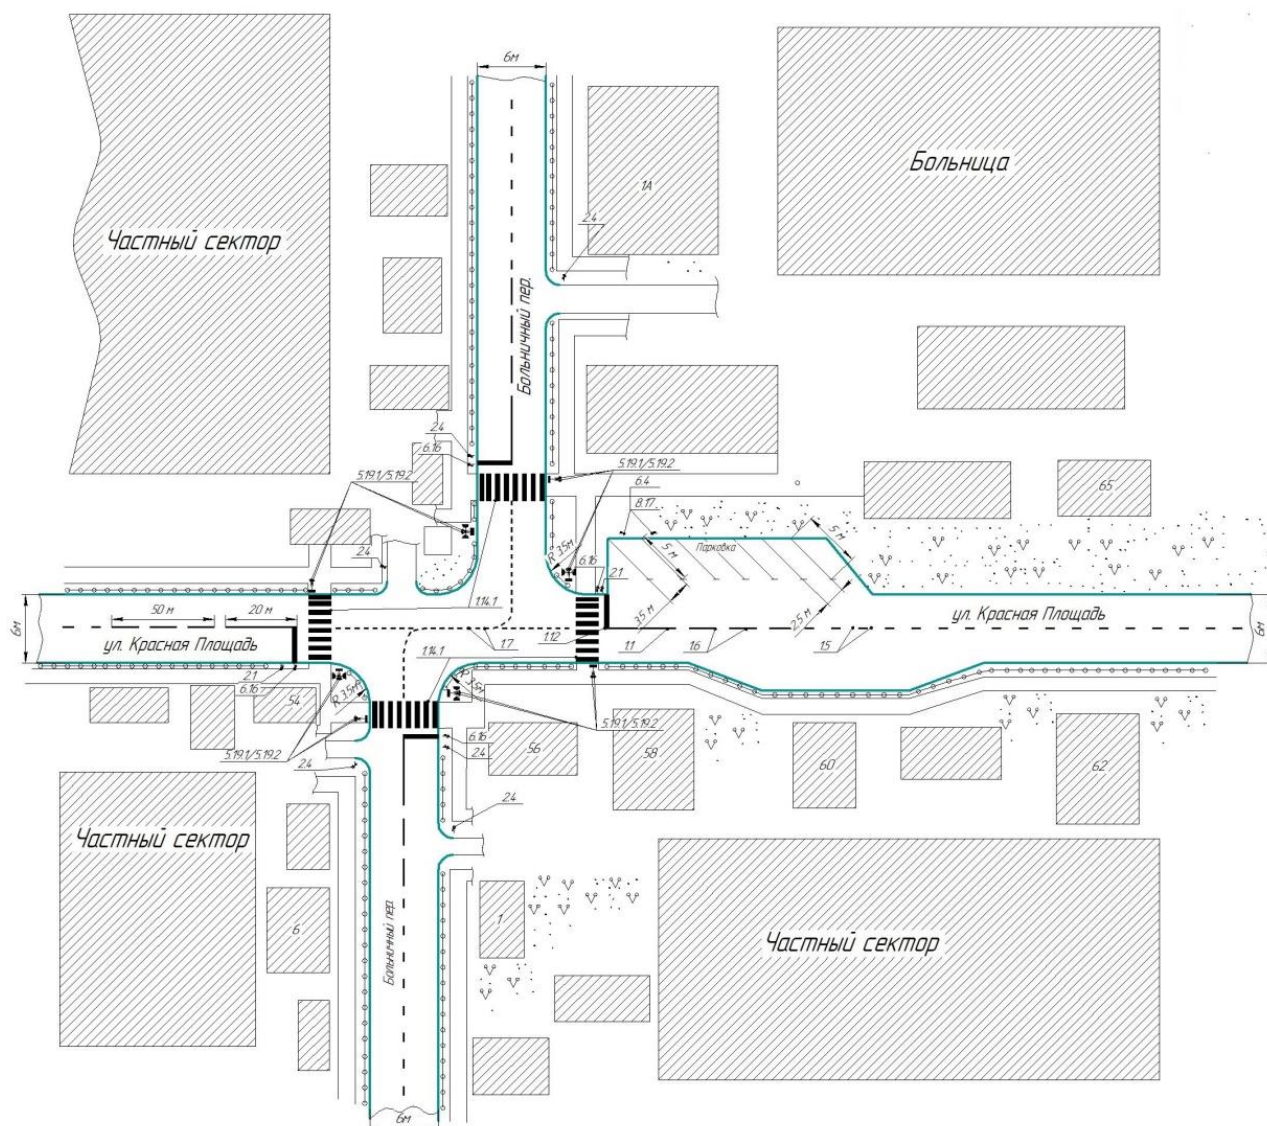 6м
1А
Больница
Частный сектор
2.4
Больничный пер.
2.4
6.16
5.19.1/5.19.2
5.19.1/5.19.2
6.4
8.17
65
5 м
Парковка
5 м
R 3.5м
2.4
6.16
2.1
50 м
20 м
1.14.1
3.5 м
2.5 м
6м
ул. Красная Площадь
ул. Красная Площадь
6м
1.7
1.12
1.1
1.6
1.5
1.14.1
2.1
6.16
54
R 3.5м
R 3.5м
5.19.1/5.19.2
5.19.1/5.19.2
6.16
2.4
56
58
60
62
2.4
2.4
Частный сектор
6
Больничный пер.
1
Частный сектор
6м